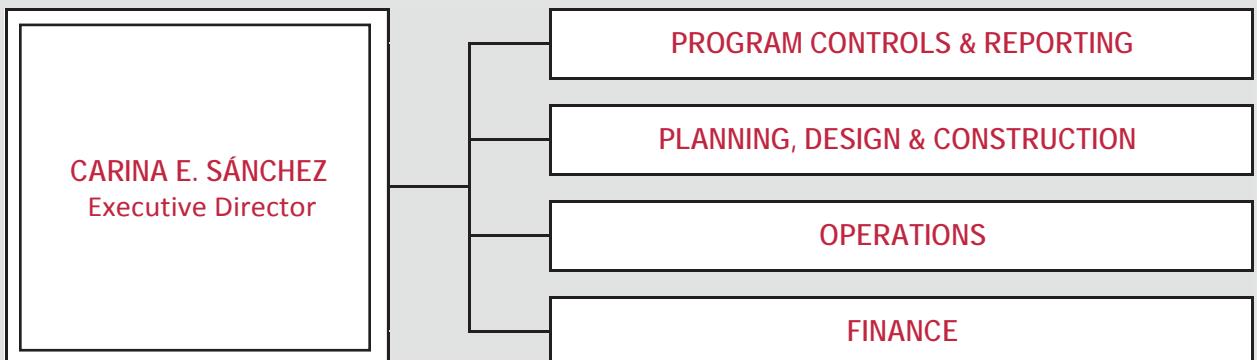 CARINA E. SÁNCHEZ
Executive Director
PROGRAM CONTROLS & REPORTING
PLANNING, DESIGN & CONSTRUCTION
OPERATIONS
FINANCE